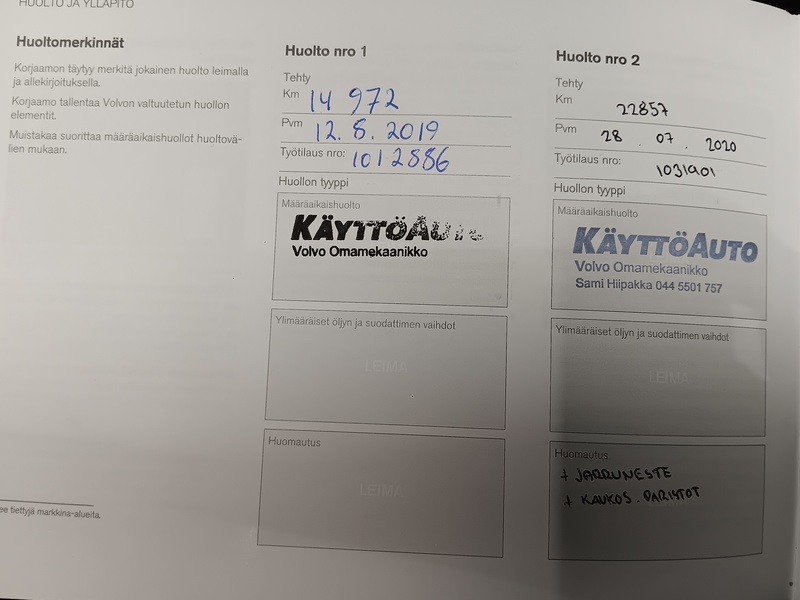 HUOLTO JA YLLÄPITO
Huoltomerkinnät
Korjaamon täytyy merkitä jokainen huolto leimalla
ja allekirjoituksella.
Korjaamo tallentaa Volvon valtuutetun huollon
elementit.
Muistakaa suorittaa määräaikaishuollot huoltovä-
lien mukaan.
ee tiettyjä markkina-alueita.
Huolto nro 1
Tehty
Km 14 972
Pvm 12.8.2019
Työtilaus nro: 1012886
Huollon tyyppi
Määräaikaishuolto
KÄYTTÖAUTO
Volvo Omamekaanikko
Ylimääräiset öljyn ja suodattimen vaihdot
LEIMA
Huomautus
LEIMA
Huolto nro 2
Tehty
Km 22857
Pvm 28 . 07 . 2020
Työtilaus nro: 1031901
Huollon tyyppi
Määräaikaishuolto
KÄYTTÖAUTO
Volvo Omamekaanikko
Sami Hiipakka 044 5501 757
Ylimääräiset öljyn ja suodattimen vaihdot
LEIMA
Huomautus
+ JARRUNESTE
+ KAUKOS. PARISTOT